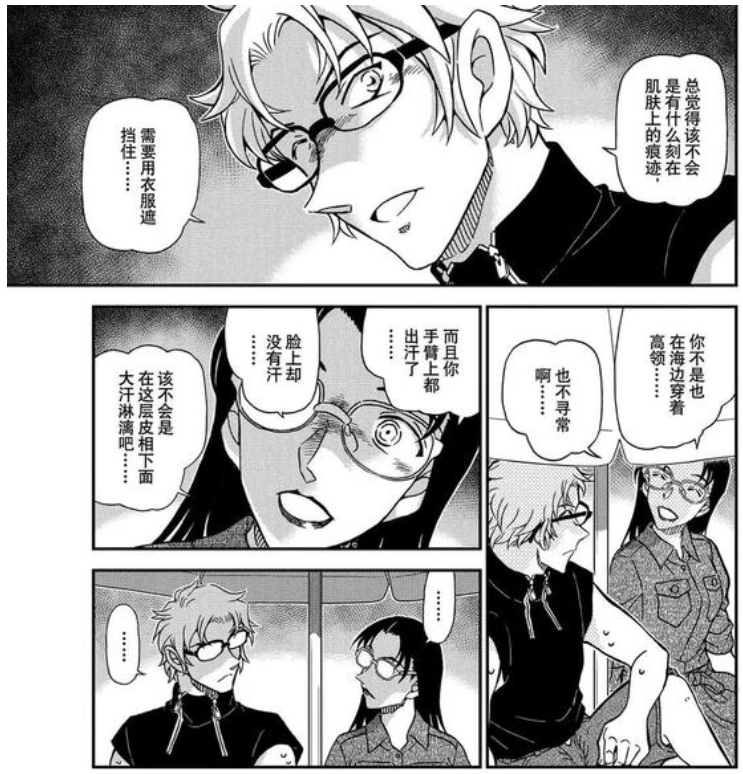 总觉得该不会
是有什么刻在
肌肤上的痕迹，
需要用衣服遮
挡住……
你不是也
在海边穿着
高领……
也不寻常
啊……
而且你
手臂上都
出汗了
……
脸上却
没有汗
……
该不会是
在这层皮相下面
大汗淋漓吧……
……
……